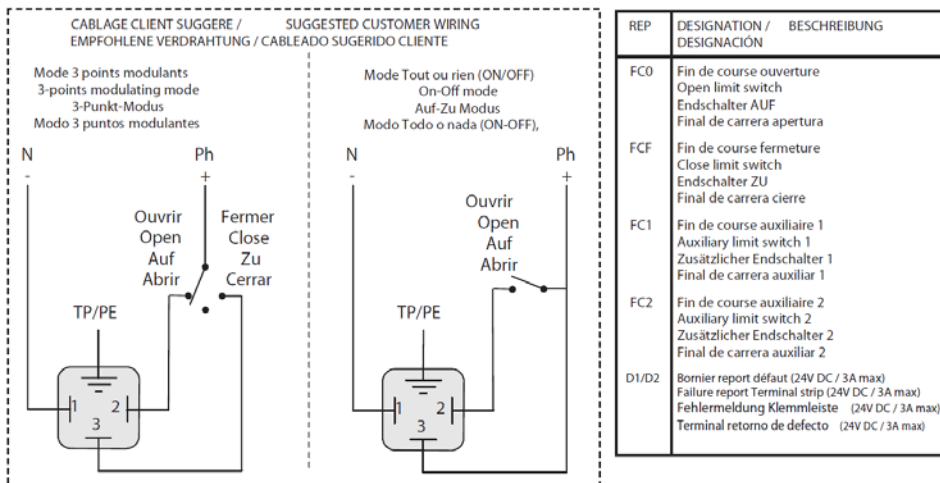 CABLAGE CLIENT SUGGERE / SUGGESTED CUSTOMER WIRING
EMPFOHLENE VERDRAHTUNG / CABLEADO SUGERIDO CLIENTE
Mode 3 points modulants
3-points modulating mode
3-Punkt-Modus
Modo 3 puntos modulantes
N
Ph
-
+
Ouvrir
Open
Auf
Abrir
Fermer
Close
Zu
Cerrar
TP/PE
1
2
3
Mode Tout ou rien (ON/OFF)
On-Off mode
Auf-Zu Modus
Modo Todo o nada (ON-OFF),
N
Ph
-
+
Ouvrir
Open
Auf
Abrir
TP/PE
1
2
3
REP DESIGNATION / BESCHREIBUNG
DESIGNACIÓN
FC0 Fin de course ouverture
Open limit switch
Endschalter AUF
Final de carrera apertura
FCF Fin de course fermeture
Close limit switch
Endschalter ZU
Final de carrera cierre
FC1 Fin de course auxiliaire 1
Auxiliary limit switch 1
Zusätzlicher Endschalter 1
Final de carrera auxiliar 1
FC2 Fin de course auxiliaire 2
Auxiliary limit switch 2
Zusätzlicher Endschalter 2
Final de carrera auxiliar 2
D1/D2 Bornier report défaut (24V DC / 3A max)
Failure report Terminal strip (24V DC / 3A max)
Fehlermeldung Klemmleiste (24V DC / 3A max)
Terminal retorno de defecto (24V DC / 3A max)